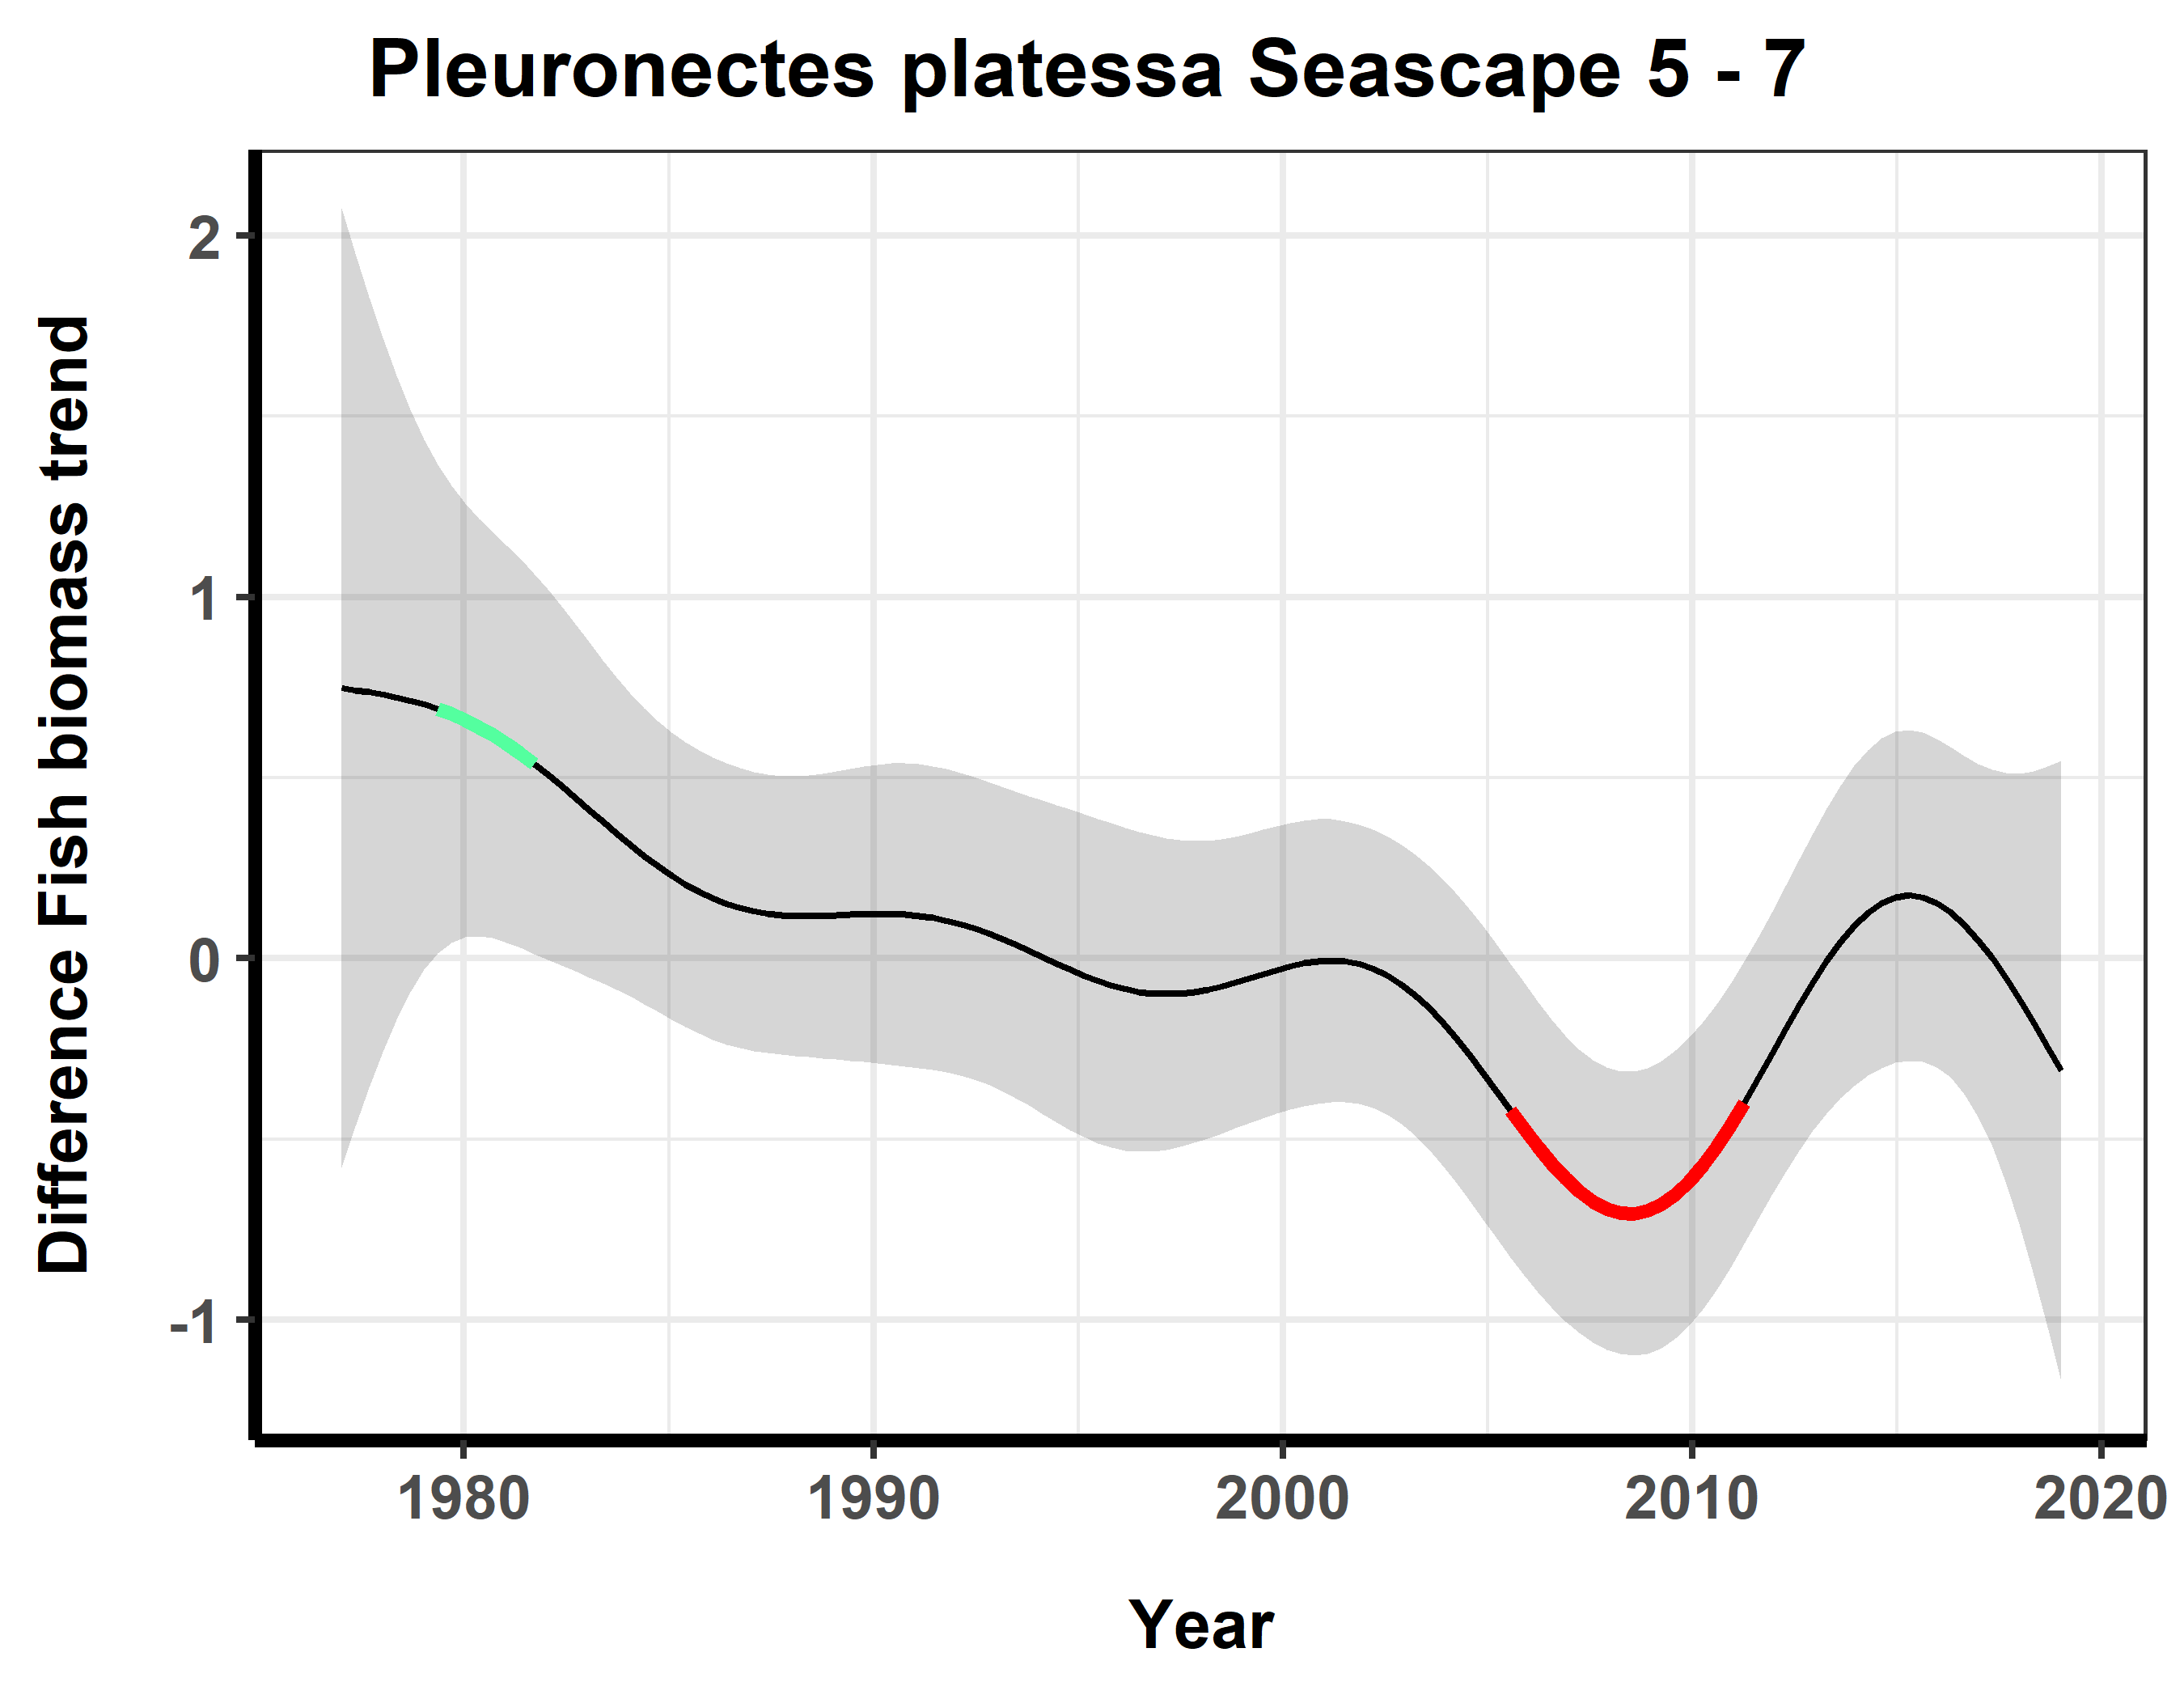 Pleuronectes platessa Seascape 5 - 7
Difference Fish biomass trend
2
1
0
-1
1980 1990 2000 2010 2020
Year